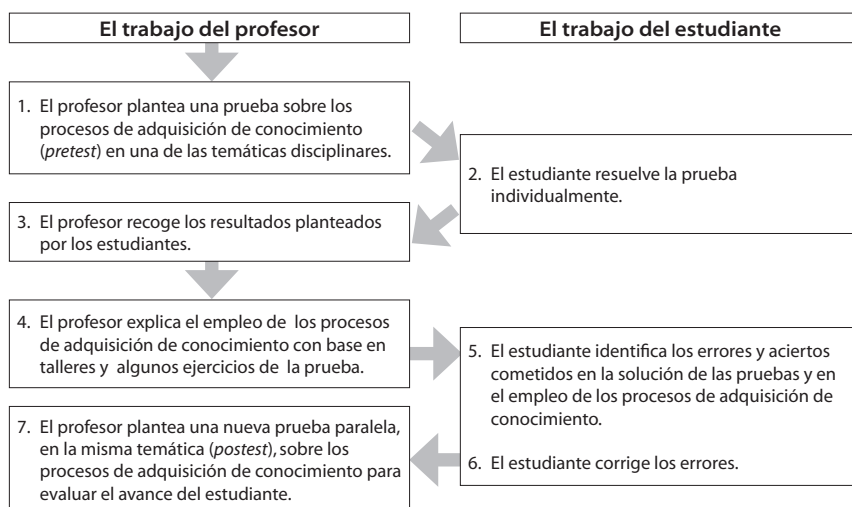 El trabajo del profesor
El trabajo del estudiante
1. El profesor plantea una prueba sobre los
procesos de adquisición de conocimiento
(pretest) en una de las temáticas disciplinares.
2. El estudiante resuelve la prueba
individualmente.
3. El profesor recoge los resultados planteados
por los estudiantes.
4. El profesor explica el empleo de los procesos
de adquisición de conocimiento con base en
talleres y algunos ejercicios de la prueba.
5. El estudiante identifica los errores y aciertos
cometidos en la solución de las pruebas y en
el empleo de los procesos de adquisición de
conocimiento.
6. El estudiante corrige los errores.
7. El profesor plantea una nueva prueba paralela,
en la misma temática (postest), sobre los
procesos de adquisición de conocimiento para
evaluar el avance del estudiante.